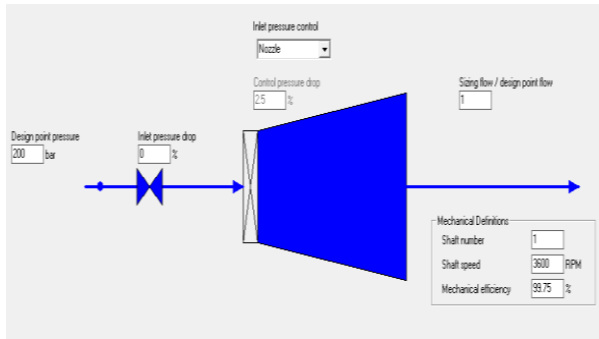 Inlet pressure control
Nozzle
Control pressure drop
2.5 %
Sizing flow / design point flow
1
Design point pressure
200 bar
Inlet pressure drop
0 %
Mechanical Definitions
Shaft number 1
Shaft speed 3600 RPM
Mechanical efficiency 99.75 %